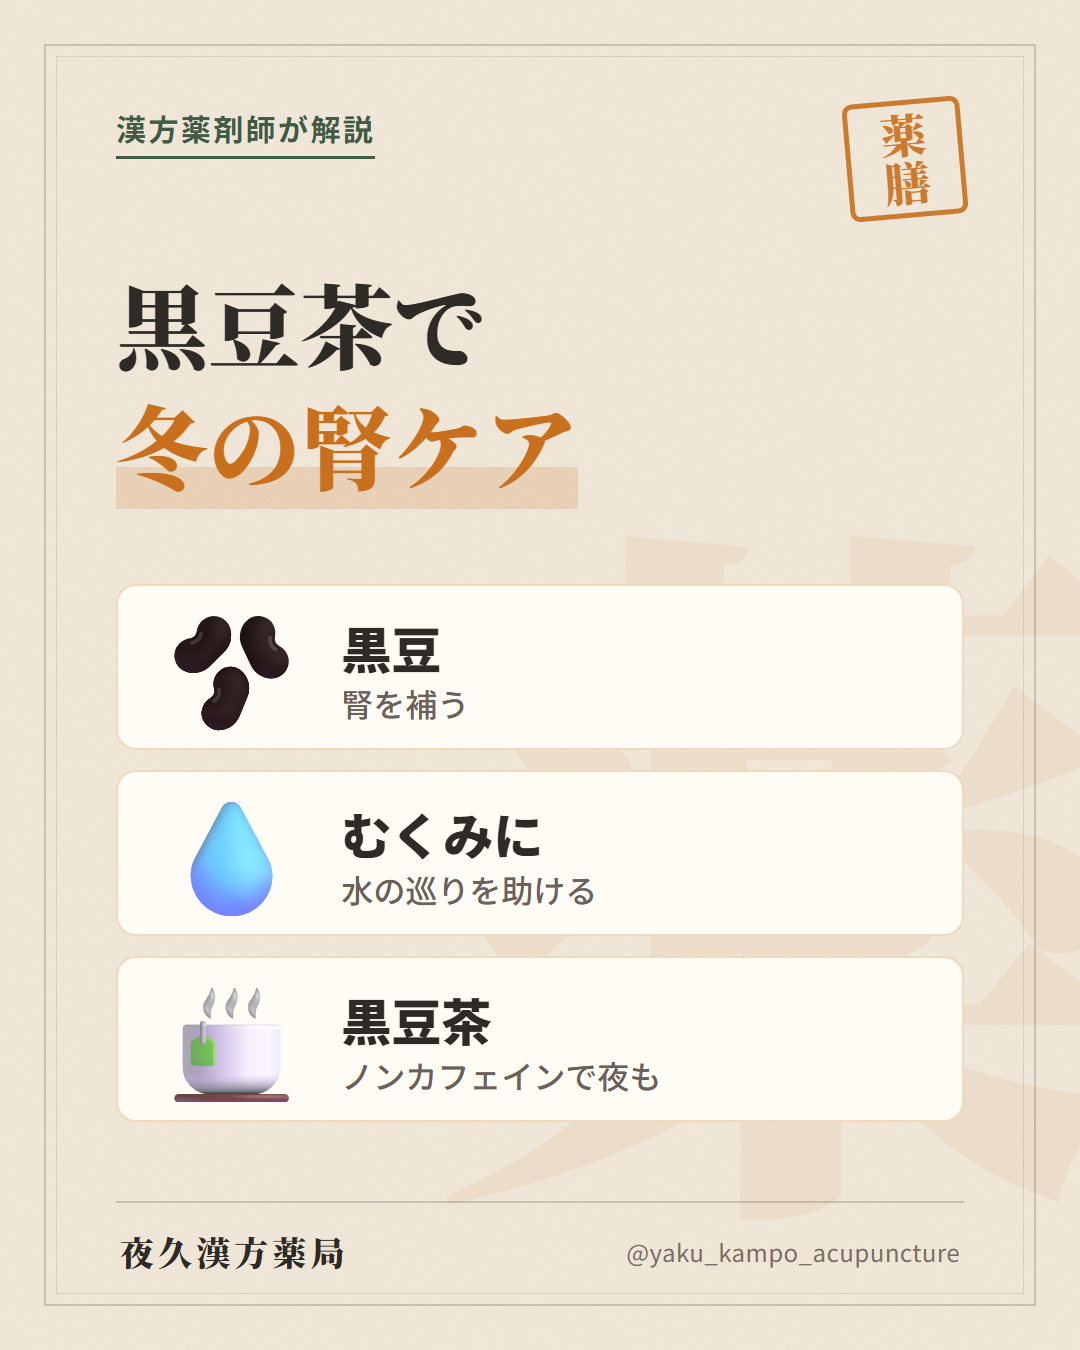 漢方薬剤師が解説
薬
膳
黒豆茶で
冬の腎ケア
黒豆
腎を補う
むくみに
水の巡りを助ける
黒豆茶
ノンカフェインで夜も
夜久漢方薬局
@yaku_kampo_acupuncture
薬